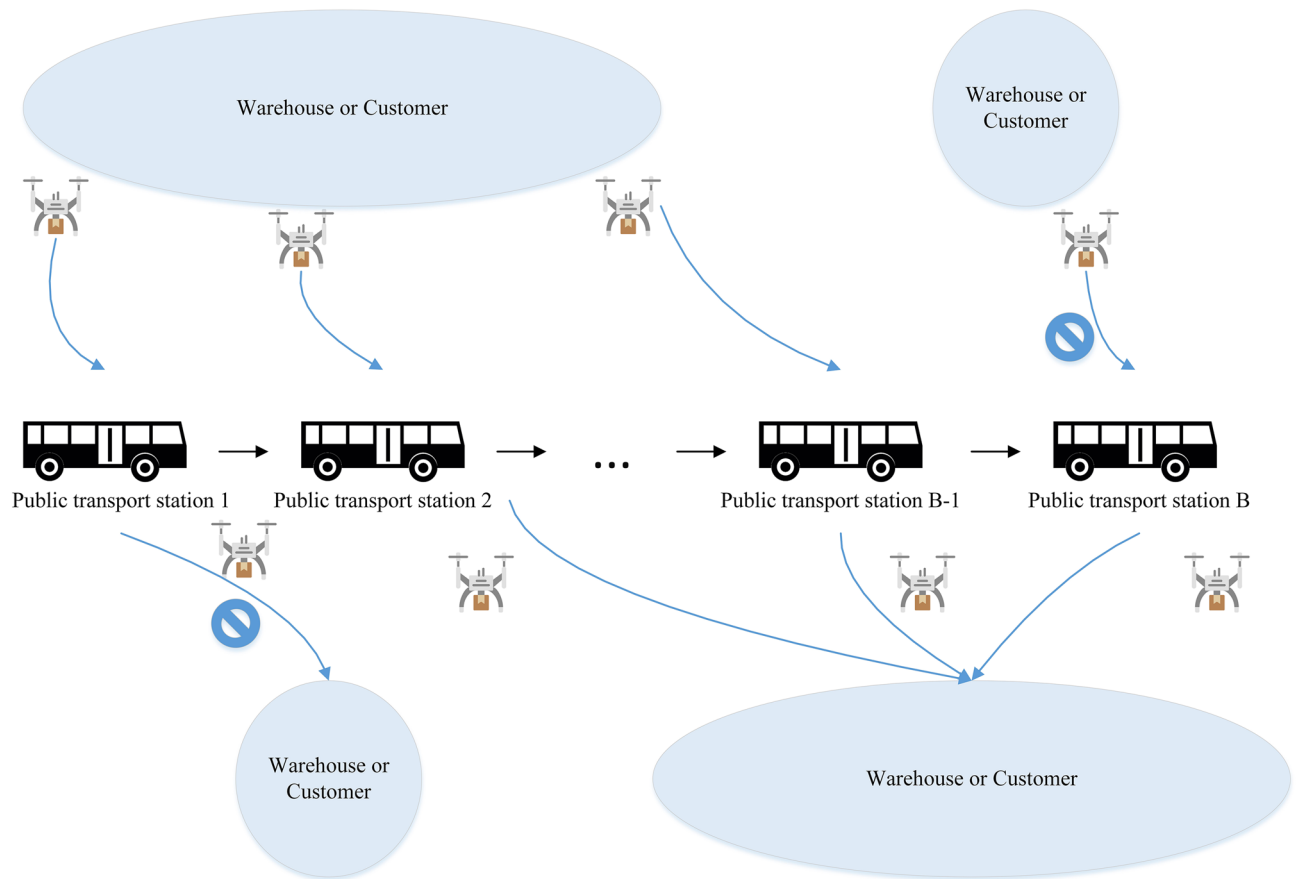 Warehouse or Customer
Warehouse or
Customer
...
Public transport station 1
Public transport station 2
Public transport station B-1
Public transport station B
Warehouse or
Customer
Warehouse or Customer